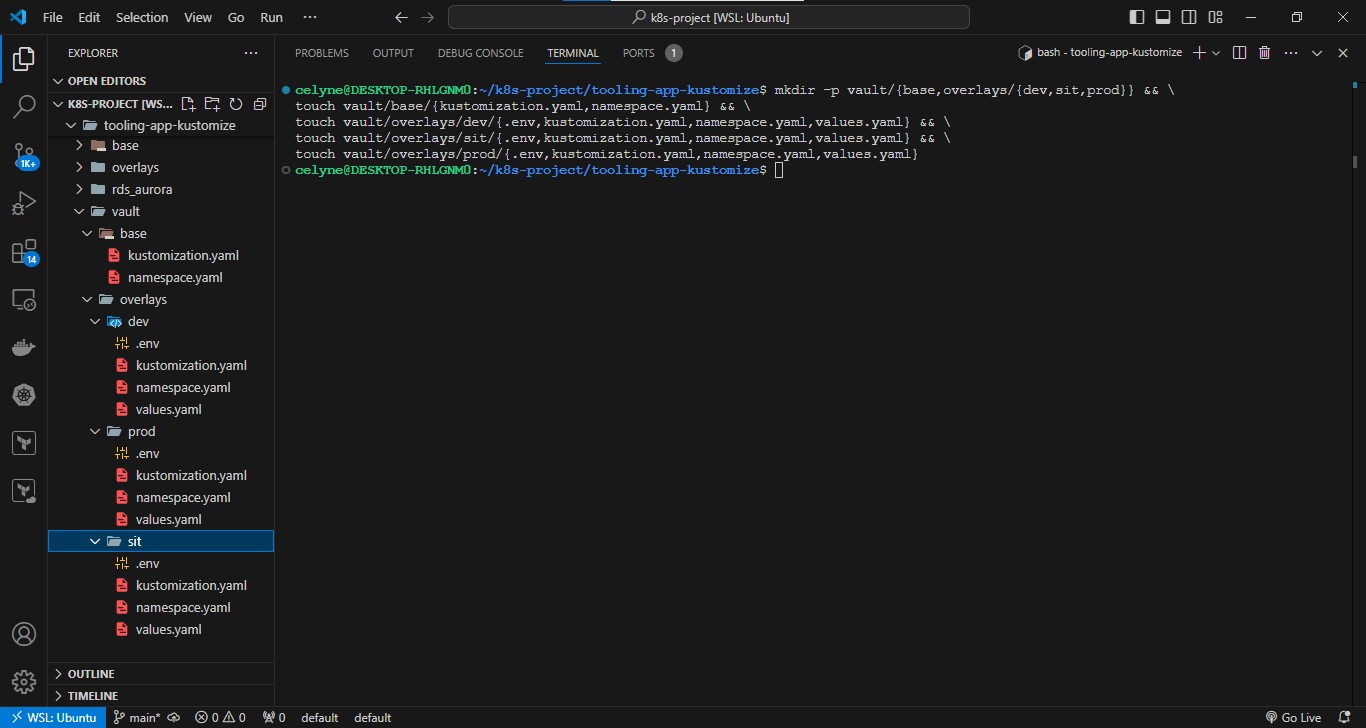 File Edit Selection View Go Run ··· k8s-project [WSL: Ubuntu]
EXPLORER ···
OPEN EDITORS
K8S-PROJECT [WS...
tooling-app-kustomize
base
overlays
rds_aurora
vault
base
kustomization.yaml
namespace.yaml
overlays
dev
.env
kustomization.yaml
namespace.yaml
values.yaml
prod
.env
kustomization.yaml
namespace.yaml
values.yaml
sit
.env
kustomization.yaml
namespace.yaml
values.yaml
OUTLINE
TIMELINE
1K+
14
PROBLEMS OUTPUT DEBUG CONSOLE TERMINAL PORTS 1 bash - tooling-app-kustomize ···
celyne@DESKTOP-RHLGNM0:~/k8s-project/tooling-app-kustomize$ mkdir -p vault/{base,overlays/{dev,sit,prod}} && \
touch vault/base/{kustomization.yaml,namespace.yaml} && \
touch vault/overlays/dev/{.env,kustomization.yaml,namespace.yaml,values.yaml} && \
touch vault/overlays/sit/{.env,kustomization.yaml,namespace.yaml,values.yaml} && \
touch vault/overlays/prod/{.env,kustomization.yaml,namespace.yaml,values.yaml}
celyne@DESKTOP-RHLGNM0:~/k8s-project/tooling-app-kustomize$
WSL: Ubuntu main* 0 0 0 default default Go Live